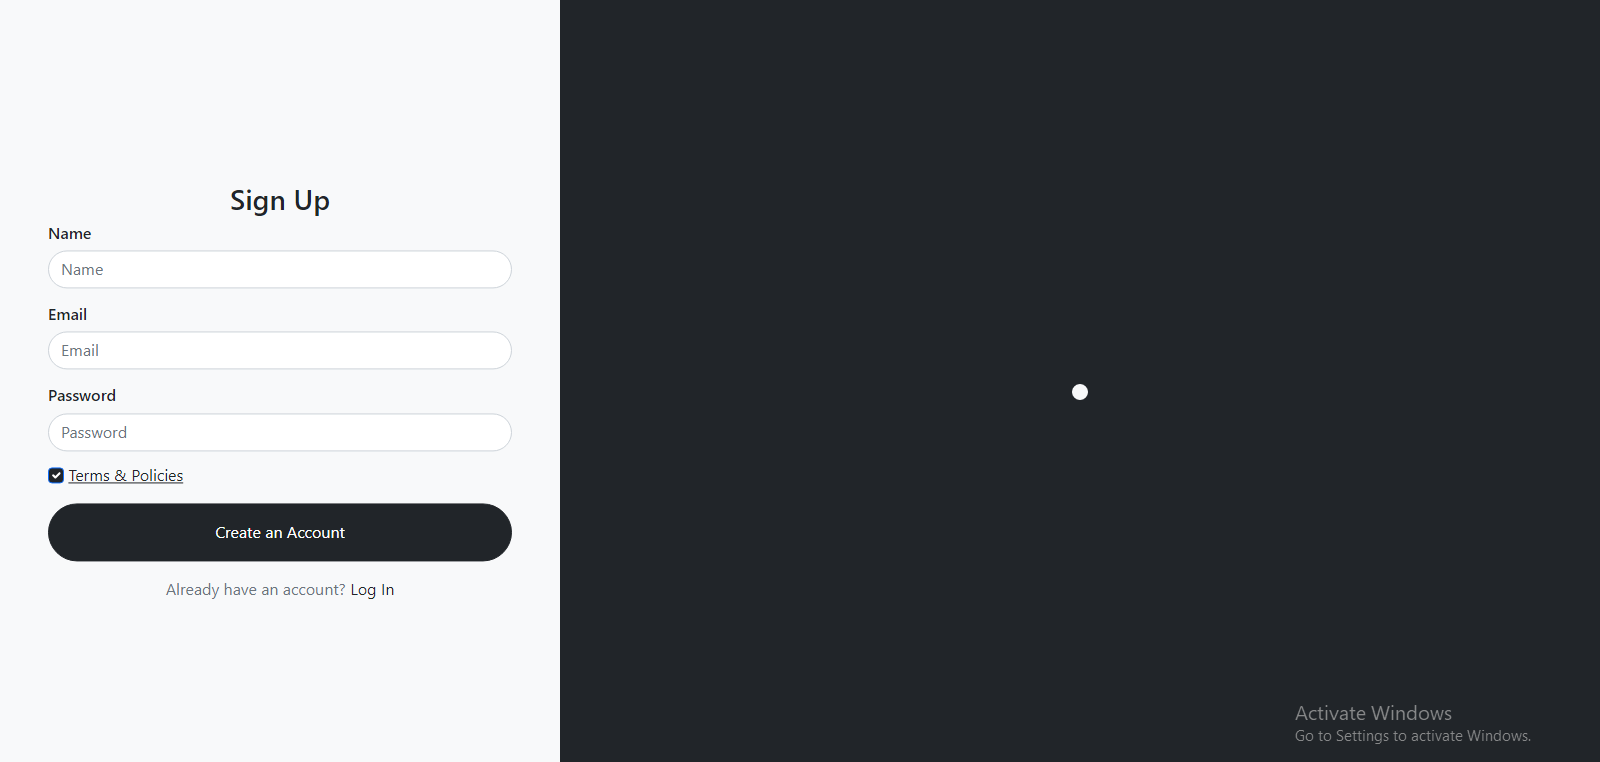 Sign Up
Name
Name
Email
Email
Password
Password
Terms & Policies
Create an Account
Already have an account? Log In
Activate Windows
Go to Settings to activate Windows.